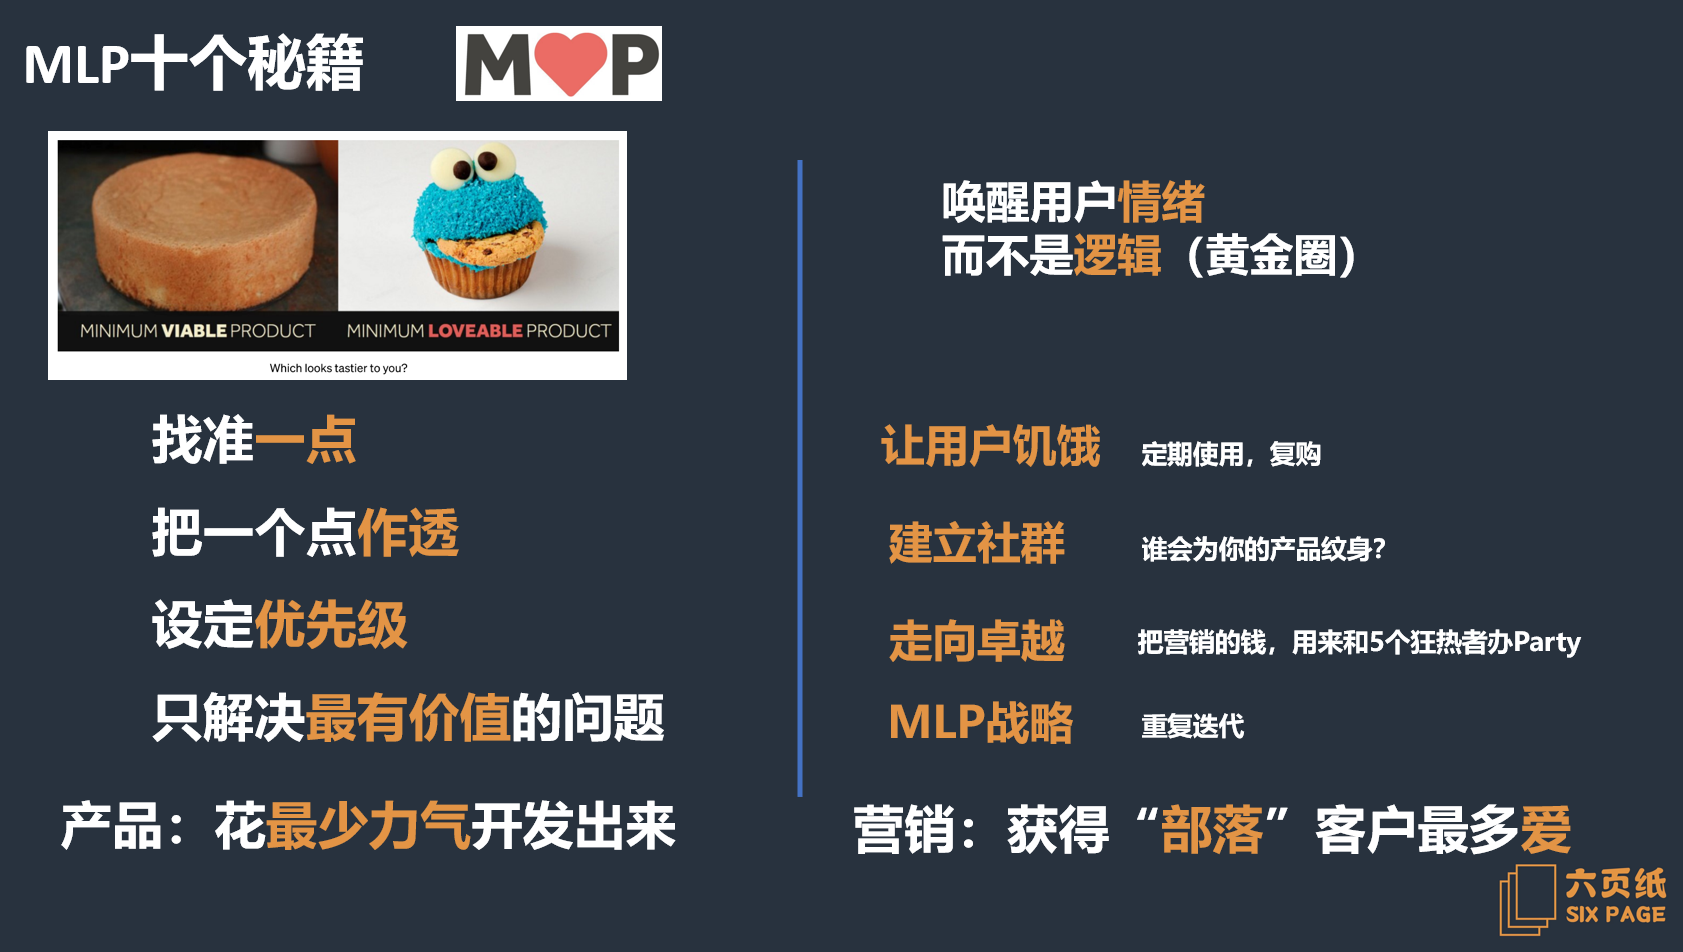 MLP十个秘籍
M P
MINIMUM VIABLE PRODUCT
MINIMUM LOVEABLE PRODUCT
Which looks tastier to you?
找准一点
把一个点作透
设定优先级
只解决最有价值的问题
产品：花最少力气开发出来
唤醒用户情绪
而不是逻辑（黄金圈）
让用户饥饿 定期使用，复购
建立社群 谁会为你的产品纹身？
走向卓越 把营销的钱，用来和5个狂热者办Party
MLP战略 重复迭代
营销：获得“部落”客户最多爱
六页纸
SIX PAGE